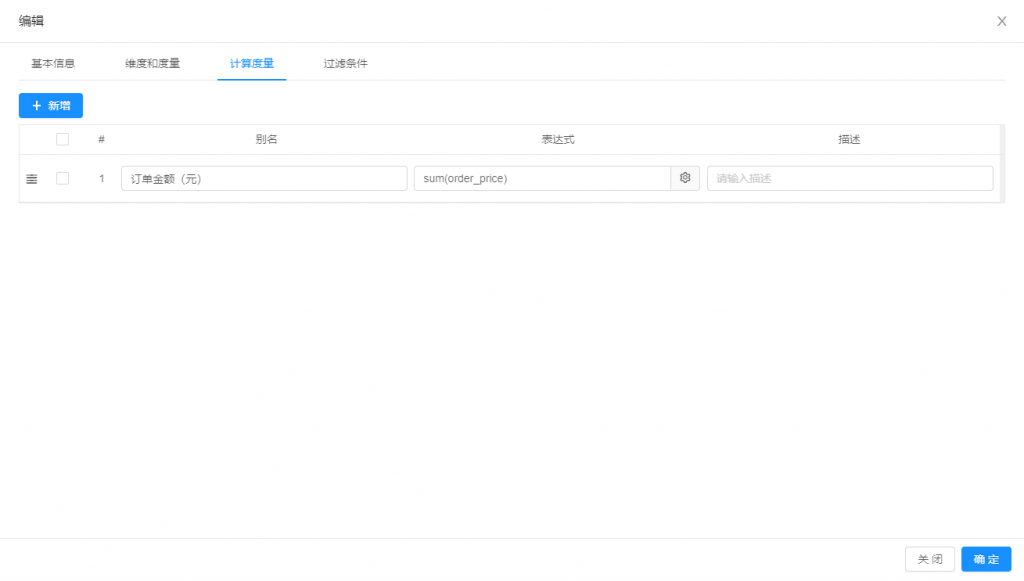 编辑
基本信息 维度和度量 计算度量 过滤条件
新增
# 别名 表达式 描述
1 订单金额（元） sum(order_price) 请输入描述
关 闭 确 定